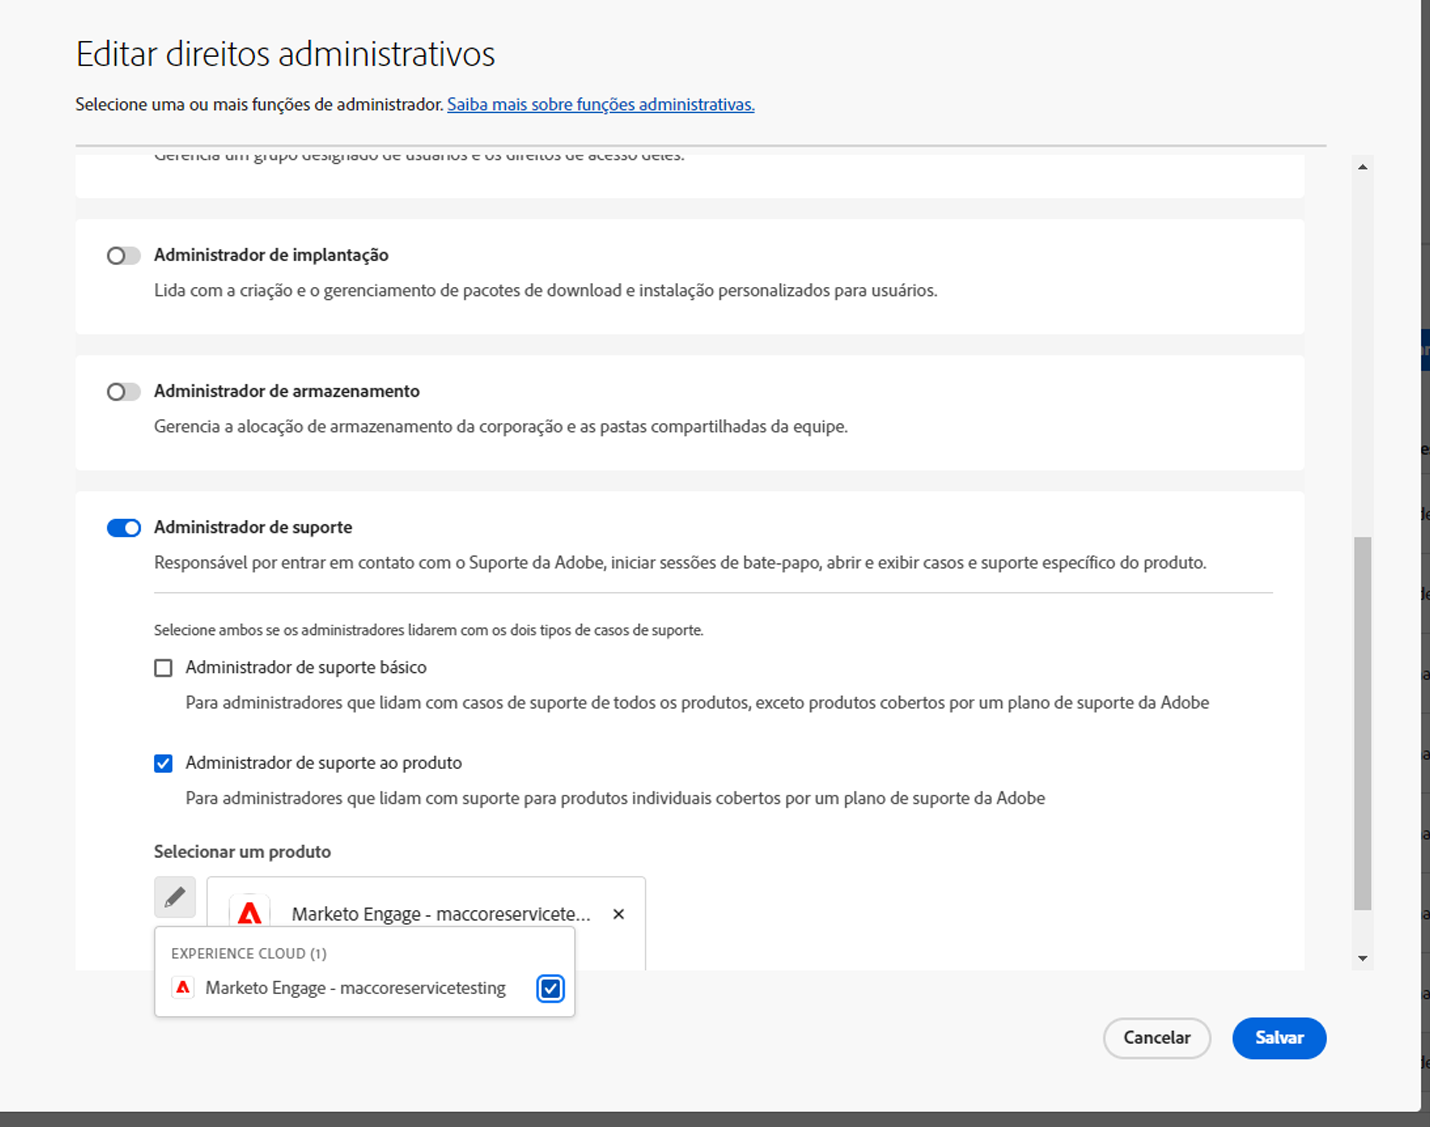 Editar direitos administrativos
Selecione uma ou mais funções de administrador. Saiba mais sobre funções administrativas.
Gerencia um grupo designado de usuários e os direitos de acesso deles.
Administrador de implantação
Lida com a criação e o gerenciamento de pacotes de download e instalação personalizados para usuários.
Administrador de armazenamento
Gerencia a alocação de armazenamento da corporação e as pastas compartilhadas da equipe.
Administrador de suporte
Responsável por entrar em contato com o Suporte da Adobe, iniciar sessões de bate-papo, abrir e exibir casos e suporte específico do produto.
Selecione ambos se os administradores lidarem com os dois tipos de casos de suporte.
Administrador de suporte básico
Para administradores que lidam com casos de suporte de todos os produtos, exceto produtos cobertos por um plano de suporte da Adobe
Administrador de suporte ao produto
Para administradores que lidam com suporte para produtos individuais cobertos por um plano de suporte da Adobe
Selecionar um produto
Marketo Engage - maccoreservicete...
EXPERIENCE CLOUD (1)
Marketo Engage - maccoreservicetesting
Cancelar
Salvar